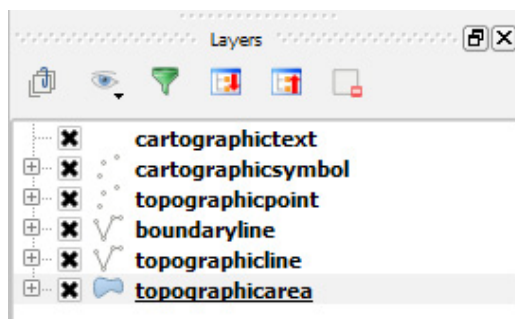 Layers
cartographictext
cartographicsymbol
topographicpoint
boundaryline
topographicline
topographicarea